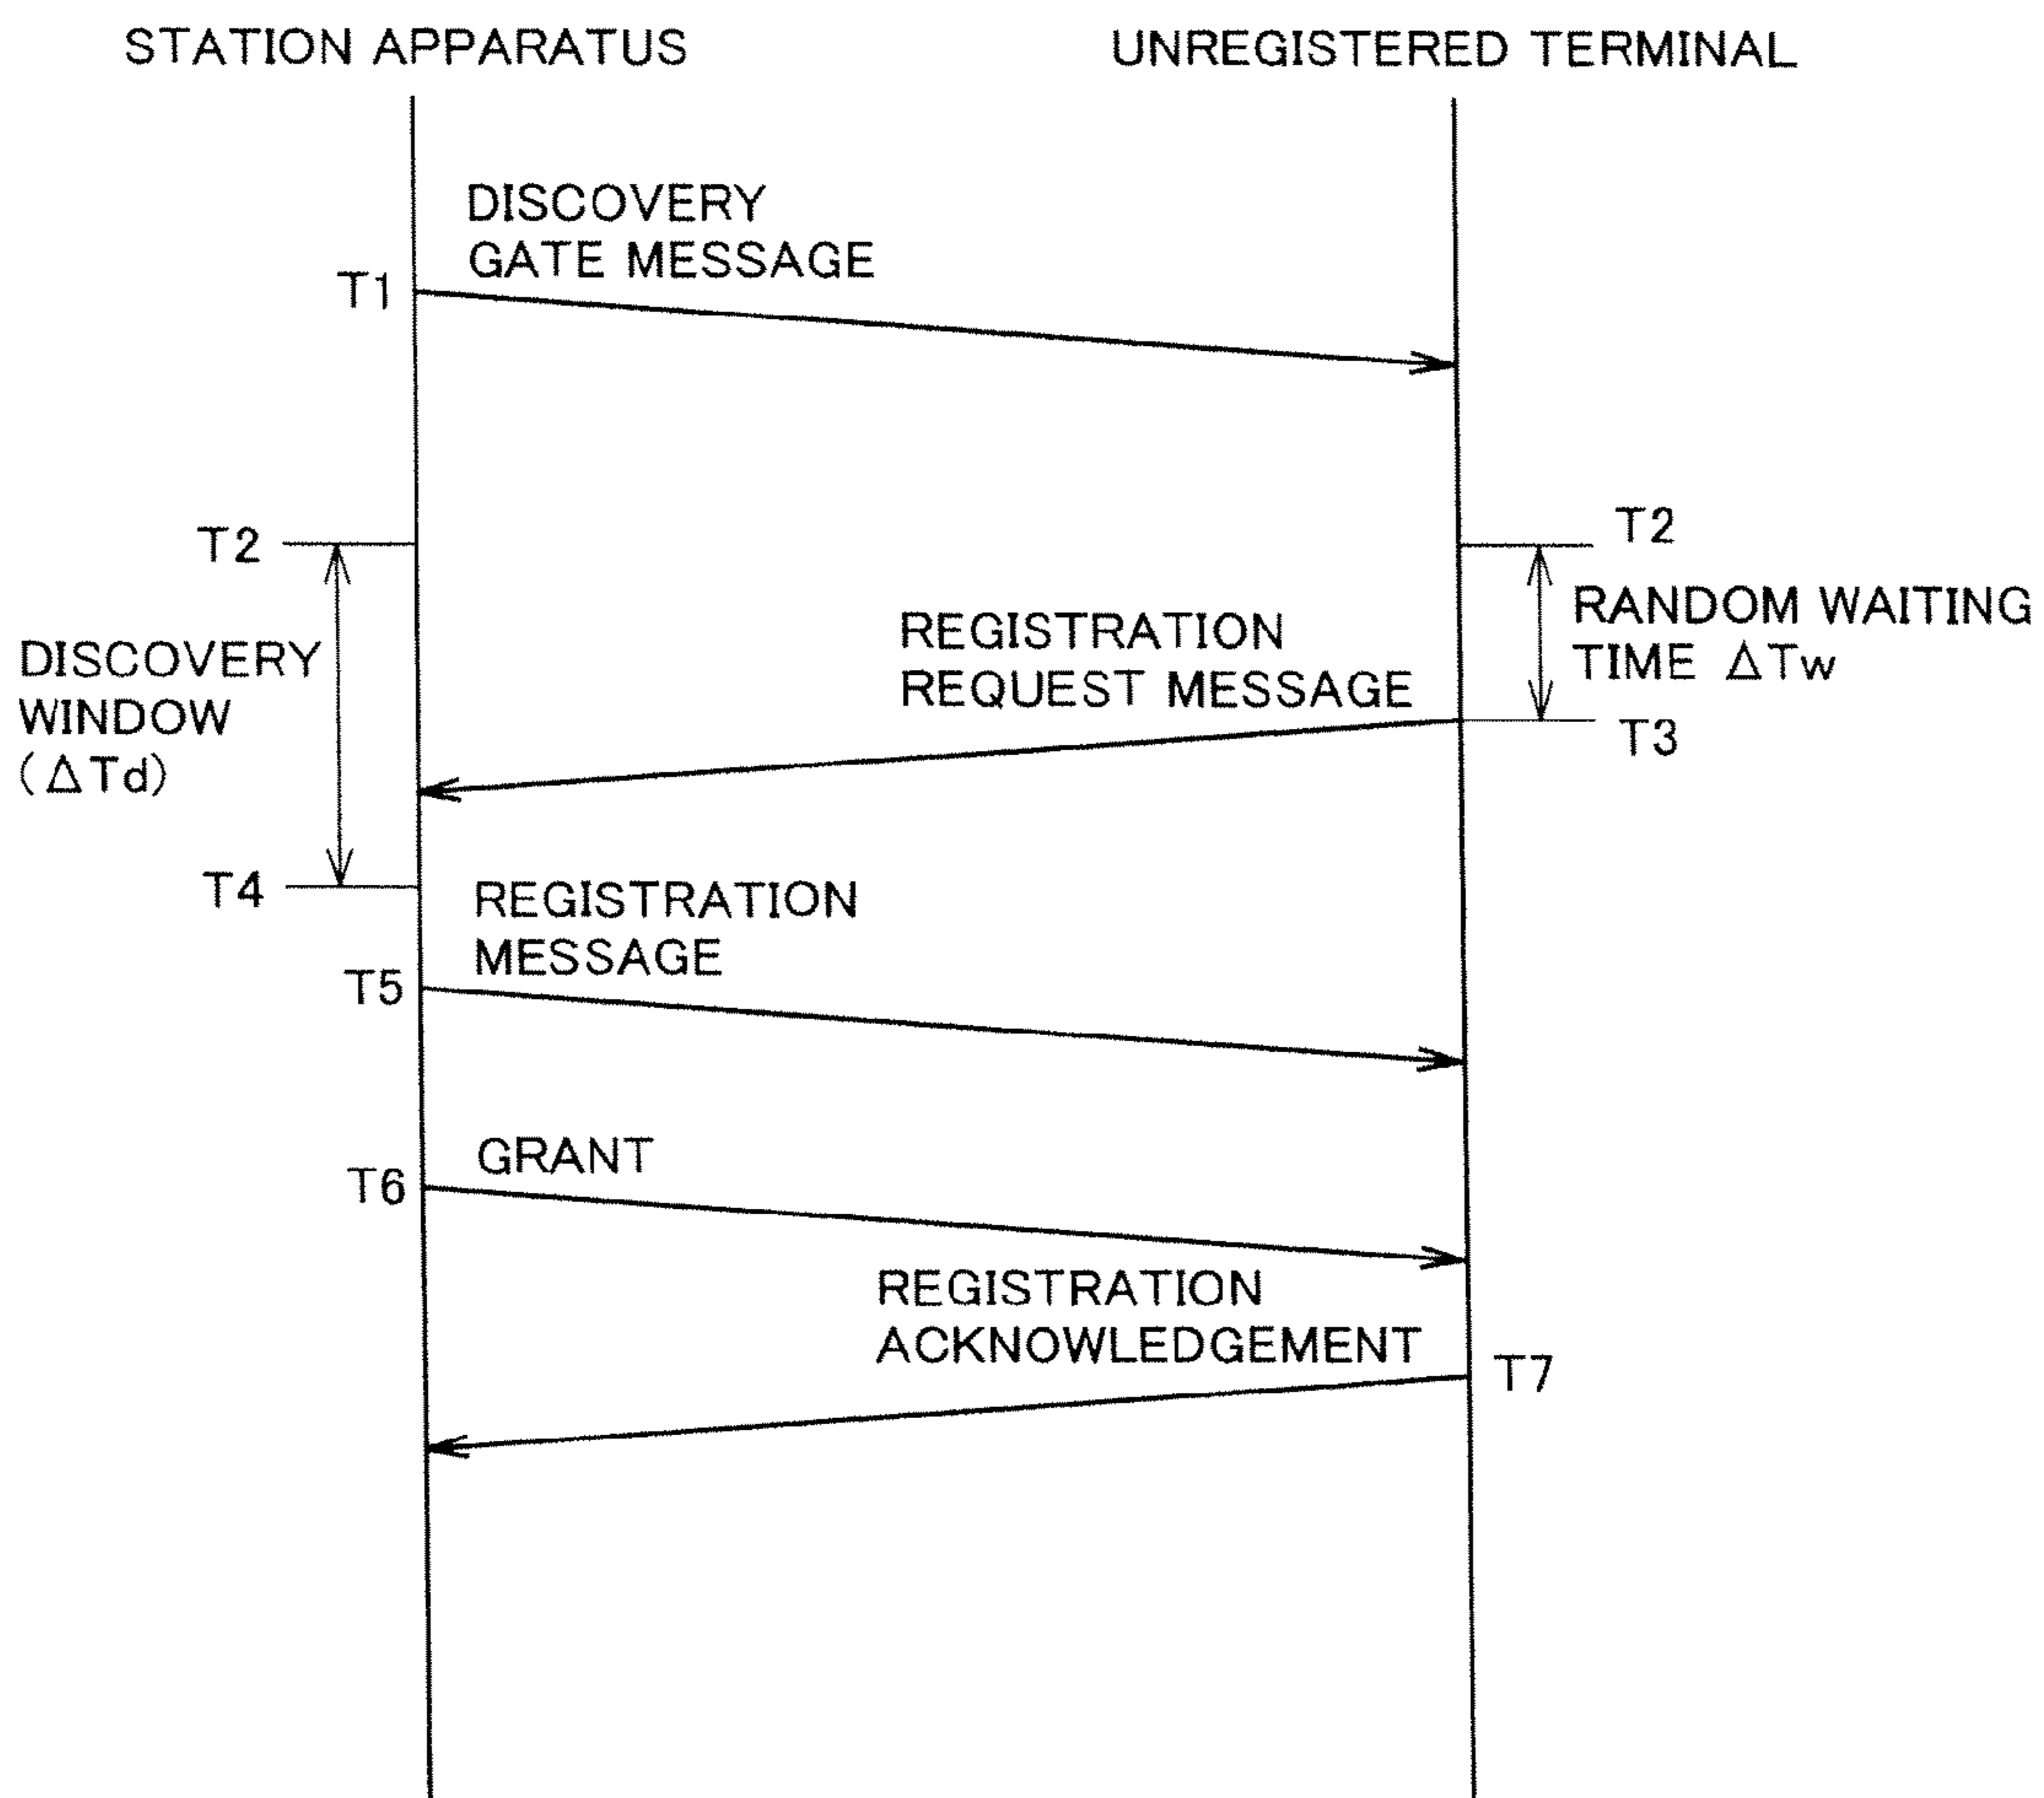 STATION APPARATUS
UNREGISTERED TERMINAL
DISCOVERY
GATE MESSAGE
T1
T2
T2
RANDOM WAITING
TIME ΔTw
REGISTRATION
REQUEST MESSAGE
DISCOVERY
WINDOW
(ΔTd)
T3
T4
REGISTRATION
MESSAGE
T5
GRANT
T6
REGISTRATION
ACKNOWLEDGEMENT
T7